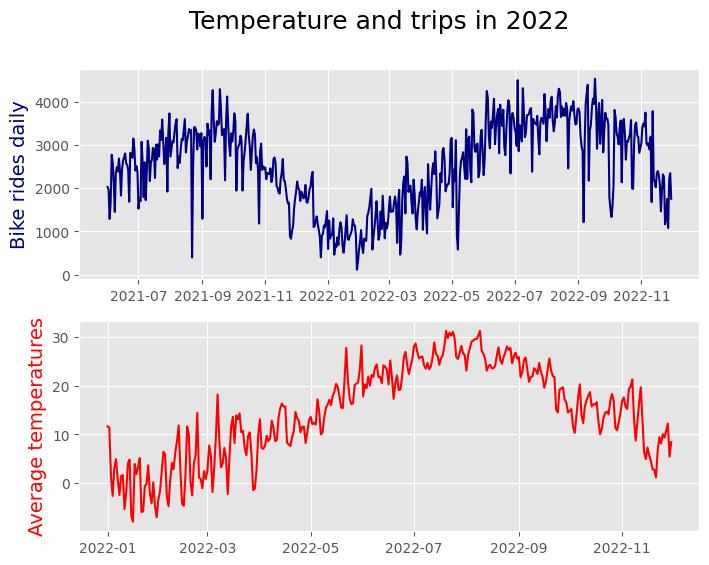 Temperature and trips in 2022
Bike rides daily
4000
3000
2000
1000
0
2021-07 2021-09 2021-11 2022-01 2022-03 2022-05 2022-07 2022-09 2022-11
Average temperatures
30
20
10
0
2022-01 2022-03 2022-05 2022-07 2022-09 2022-11